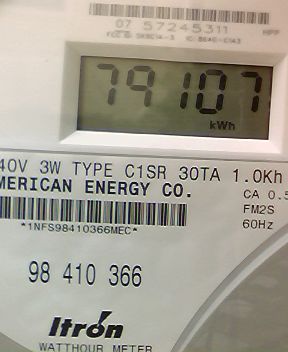 07 57245311
79107
kWh
40V 3W TYPE C1SR 30TA 1.0Kh
MERICAN ENERGY CO.
CA 0.5
FM2S
*1NFS98410366MEC*
60Hz
98 410 366
Itrón
WATTHOUR METER